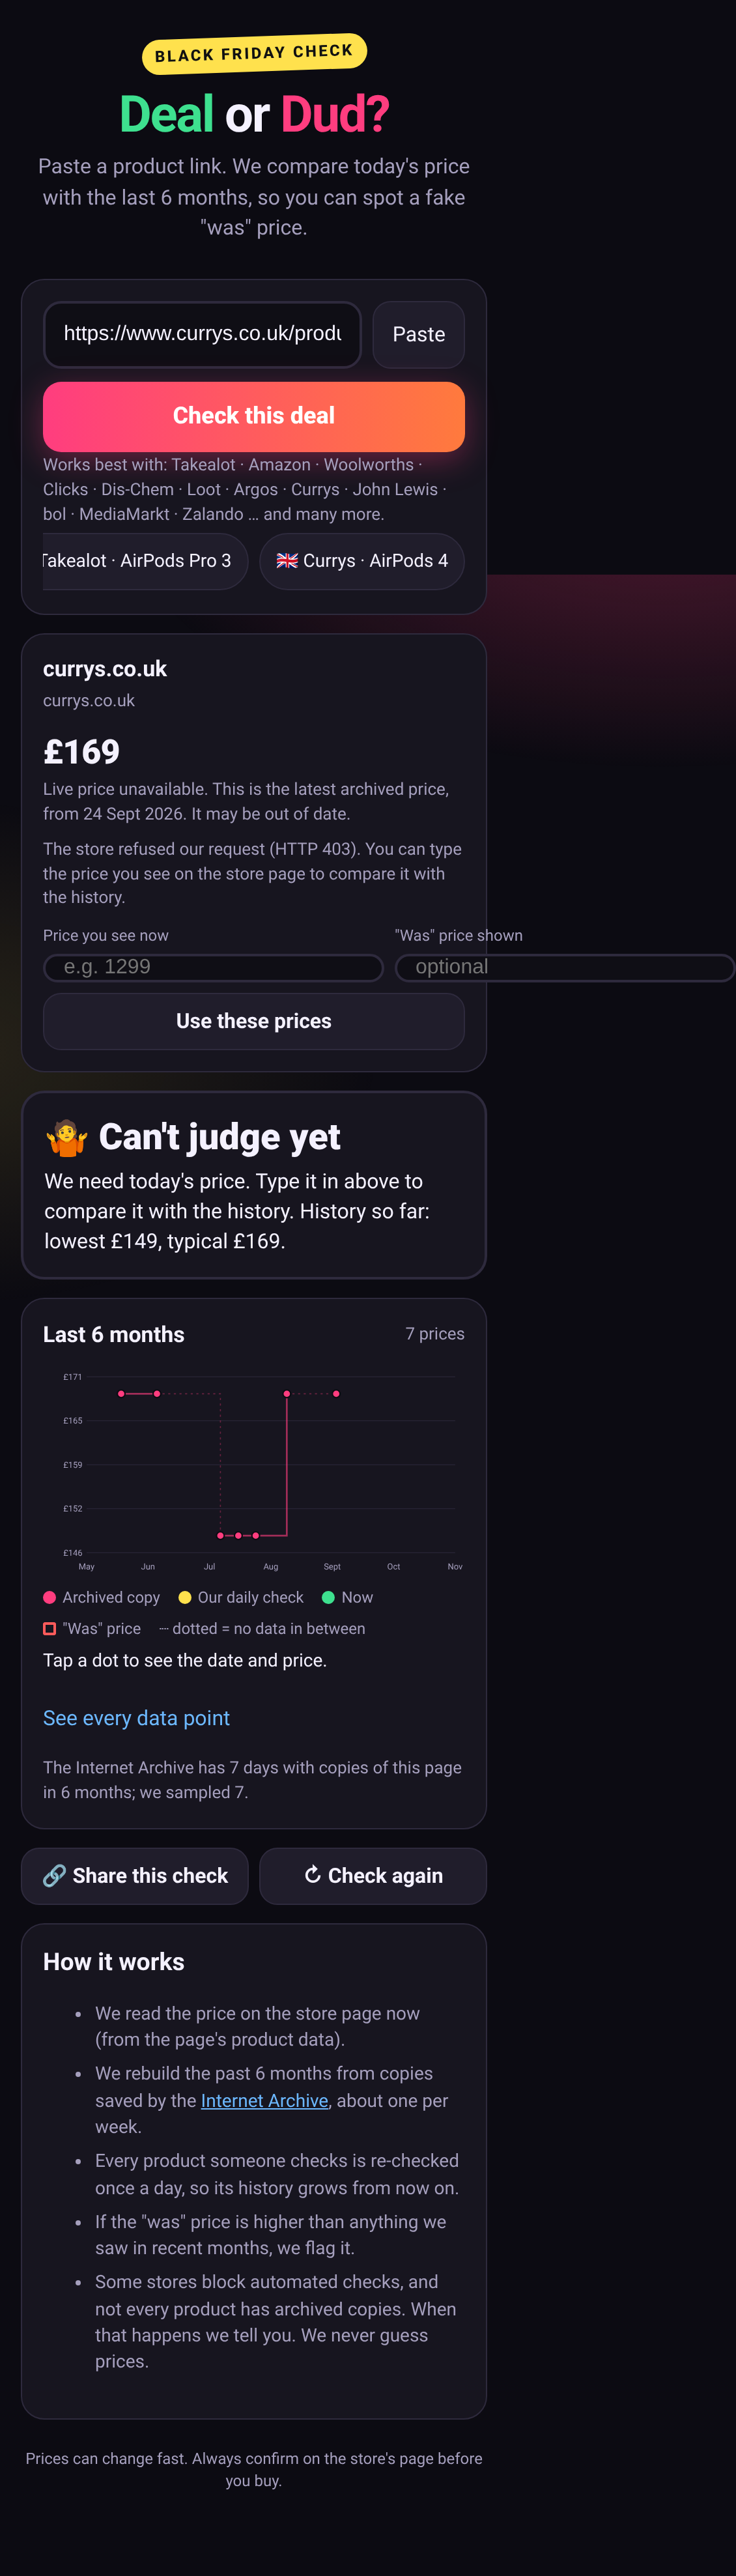 BLACK FRIDAY CHECK
Deal or Dud?
Paste a product link. We compare today's price
with the last 6 months, so you can spot a fake
"was" price.
https://www.currys.co.uk/produ
Paste
Check this deal
Works best with: Takealot · Amazon · Woolworths ·
Clicks · Dis-Chem · Loot · Argos · Currys · John Lewis ·
bol · MediaMarkt · Zalando … and many more.
Takealot · AirPods Pro 3
🇬🇧 Currys · AirPods 4
currys.co.uk
currys.co.uk
£169
Live price unavailable. This is the latest archived price,
from 24 Sept 2026. It may be out of date.
The store refused our request (HTTP 403). You can type
the price you see on the store page to compare it with
the history.
Price you see now
"Was" price shown
e.g. 1299
optional
Use these prices
🤷 Can't judge yet
We need today's price. Type it in above to
compare it with the history. History so far:
lowest £149, typical £169.
Last 6 months
7 prices
£171
£165
£159
£152
£146
May Jun Jul Aug Sept Oct Nov
Archived copy Our daily check Now
"Was" price ┈ dotted = no data in between
Tap a dot to see the date and price.
See every data point
The Internet Archive has 7 days with copies of this page
in 6 months; we sampled 7.
🔗 Share this check
↻ Check again
How it works
• We read the price on the store page now
(from the page's product data).
• We rebuild the past 6 months from copies
saved by the Internet Archive, about one per
week.
• Every product someone checks is re-checked
once a day, so its history grows from now on.
• If the "was" price is higher than anything we
saw in recent months, we flag it.
• Some stores block automated checks, and
not every product has archived copies. When
that happens we tell you. We never guess
prices.
Prices can change fast. Always confirm on the store's page before
you buy.